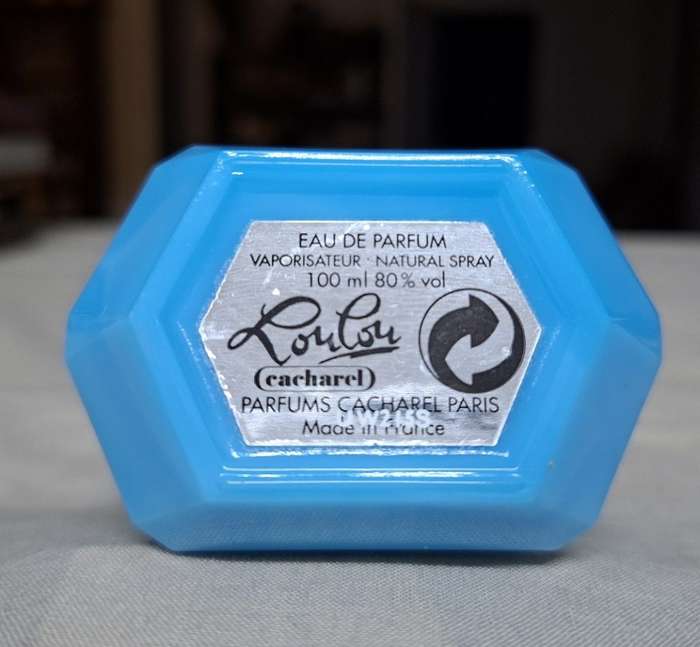 EAU DE PARFUM
VAPORISATEUR · NATURAL SPRAY
100 ml 80% vol
Loulou
(cacharel)
PARFUMS CACHAREL PARIS
Made in France